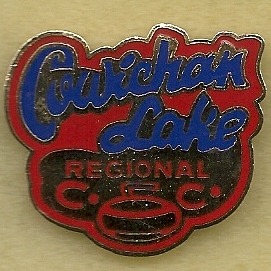 Cowichan
Lake
REGIONAL
C. C.